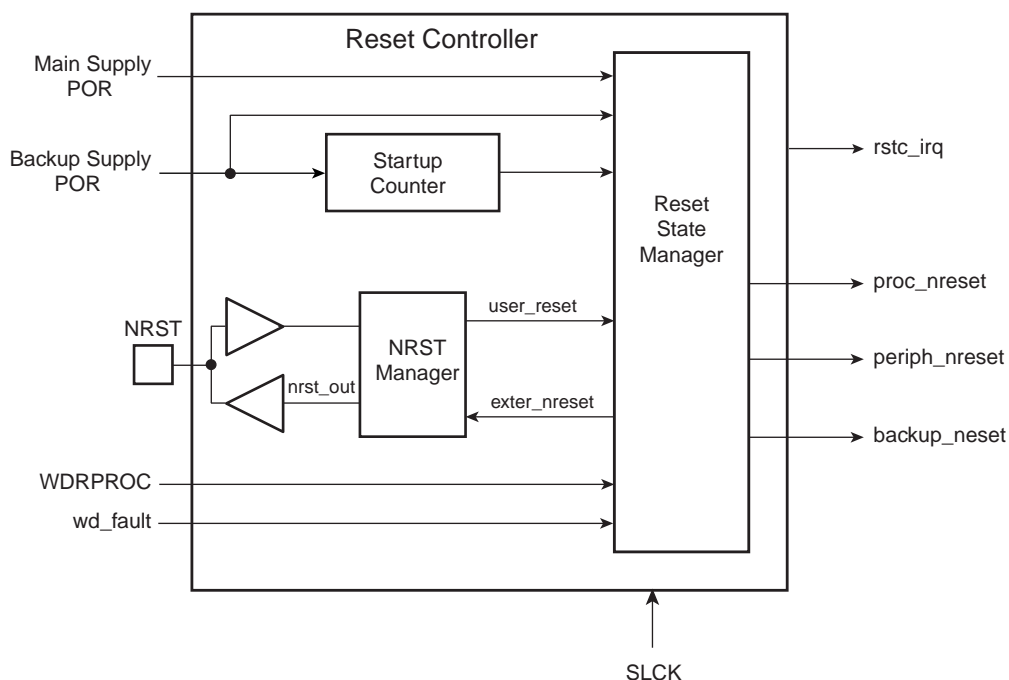 Reset Controller
Main Supply
POR
Backup Supply
POR
Startup
Counter
rstc_irq
Reset
State
Manager
proc_nreset
user_reset
NRST
NRST
Manager
periph_nreset
nrst_out
exter_nreset
backup_neset
WDRPROC
wd_fault
SLCK